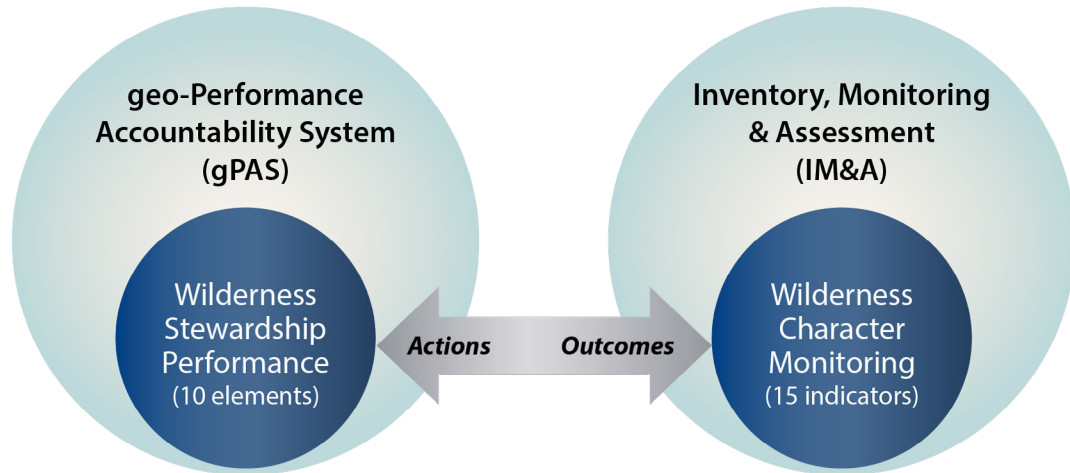 geo-Performance
Accountability System
(gPAS)
Wilderness
Stewardship
Performance
(10 elements)
Actions
Outcomes
Inventory, Monitoring
& Assessment
(IM&A)
Wilderness
Character
Monitoring
(15 indicators)